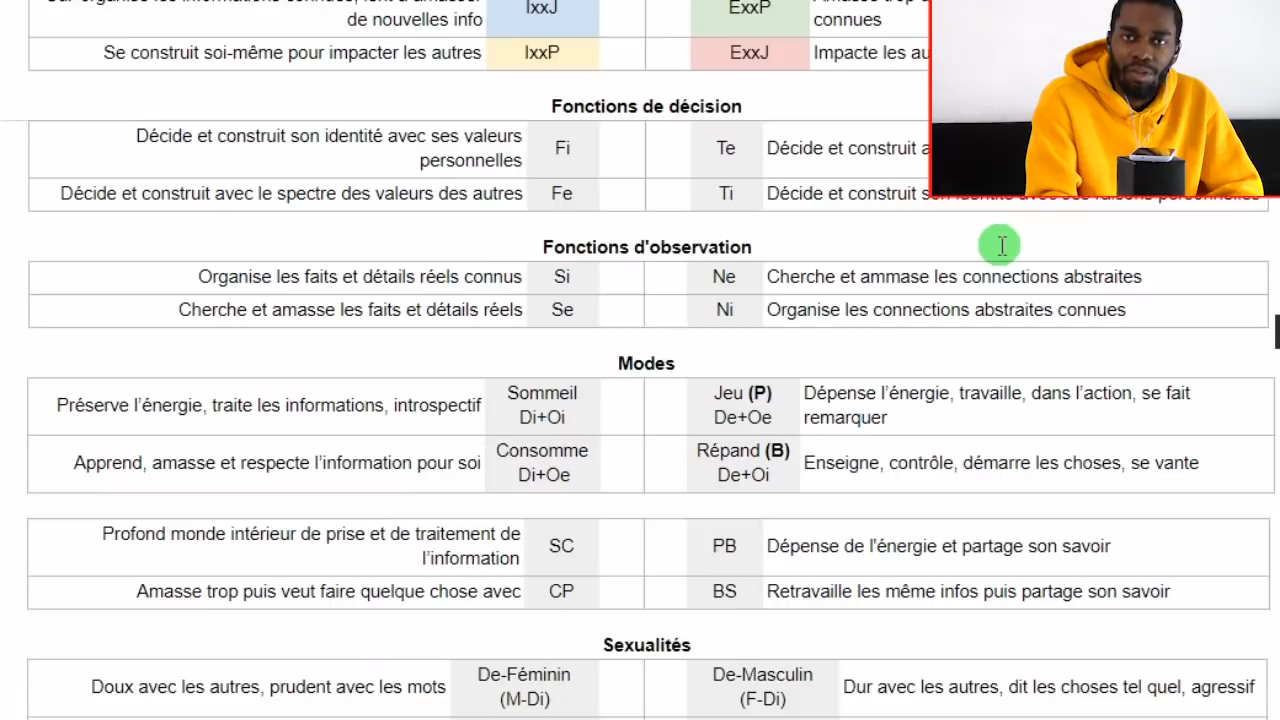 de nouvelles info
IxxJ
ExxP
connues
Se construit soi-même pour impacter les autres
IxxP
ExxJ
Impacte les au
Fonctions de décision
Décide et construit son identité avec ses valeurs
personnelles
Fi
Te
Décide et construit a
Décide et construit avec le spectre des valeurs des autres
Fe
Ti
Décide et construit son identité avec ses raisons personnelles
Fonctions d'observation
Organise les faits et détails réels connus
Si
Ne
Cherche et ammase les connections abstraites
Cherche et amasse les faits et détails réels
Se
Ni
Organise les connections abstraites connues
Modes
Préserve l’énergie, traite les informations, introspectif
Sommeil
Di+Oi
Jeu (P)
De+Oe
Dépense l’énergie, travaille, dans l’action, se fait
remarquer
Apprend, amasse et respecte l’information pour soi
Consomme
Di+Oe
Répand (B)
De+Oi
Enseigne, contrôle, démarre les choses, se vante
Profond monde intérieur de prise et de traitement de
l’information
SC
PB
Dépense de l'énergie et partage son savoir
Amasse trop puis veut faire quelque chose avec
CP
BS
Retravaille les même infos puis partage son savoir
Sexualités
Doux avec les autres, prudent avec les mots
De-Féminin
(M-Di)
De-Masculin
(F-Di)
Dur avec les autres, dit les choses tel quel, agressif